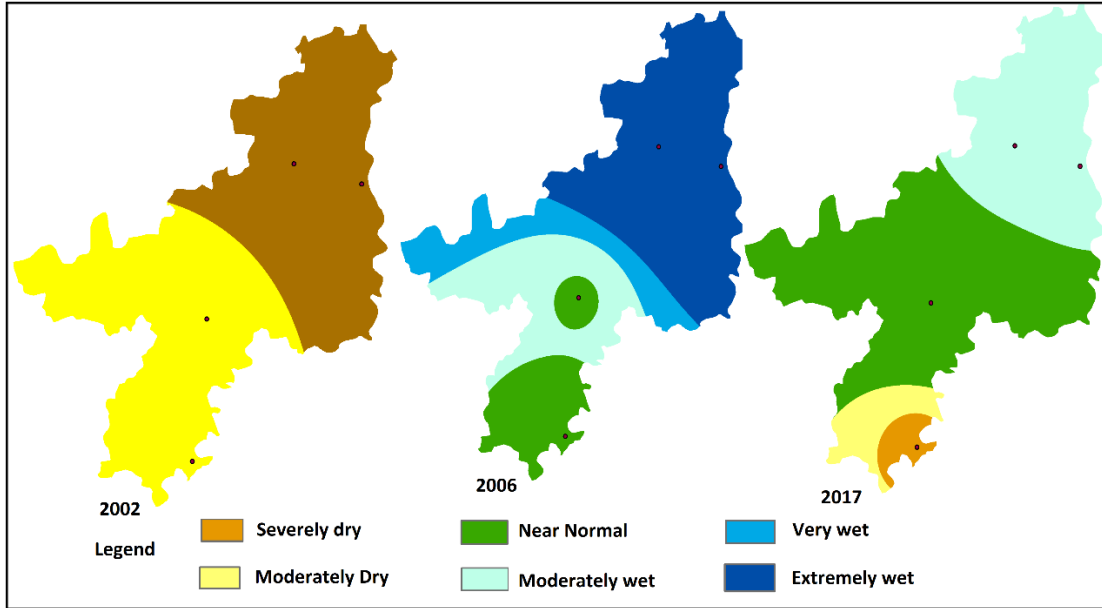 2002
2006
2017
Legend
Severely dry
Near Normal
Very wet
Moderately Dry
Moderately wet
Extremely wet